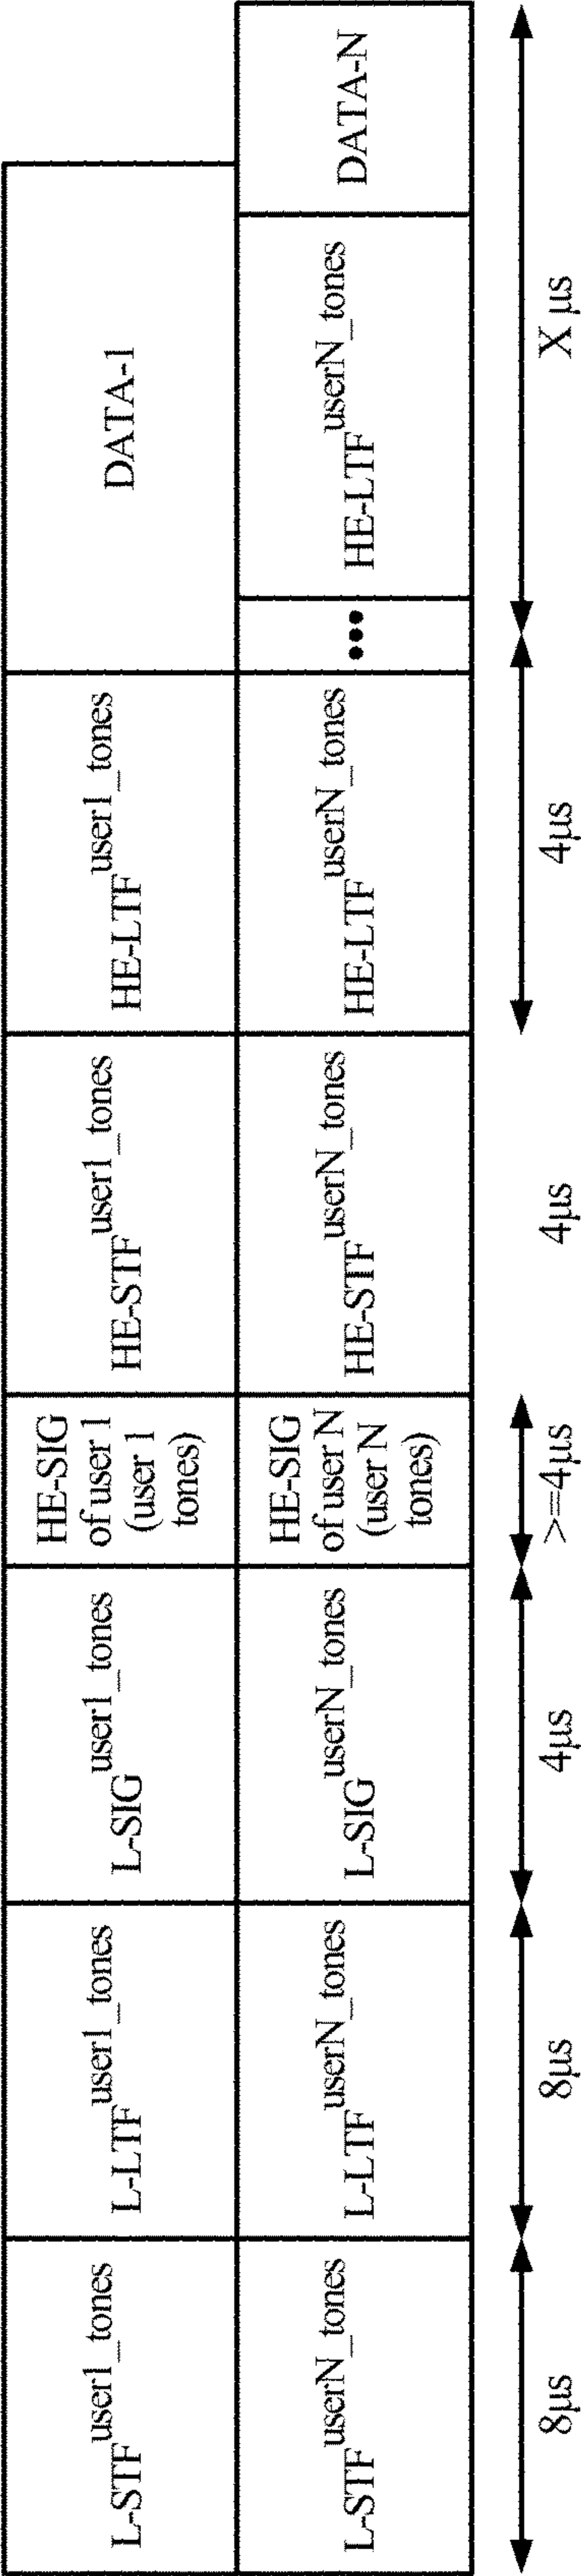 L-STF^user1_tones
L-LTF^user1_tones
L-SIG^user1_tones
HE-SIG
of user 1
(user 1
tones)
HE-STF^user1_tones
HE-LTF^user1_tones
DATA-1
L-STF^userN_tones
L-LTF^userN_tones
L-SIG^userN_tones
HE-SIG
of user N
(user N
tones)
HE-STF^userN_tones
HE-LTF^userN_tones
•••
HE-LTF^userN_tones
DATA-N
8μs
8μs
4μs
>=4μs
4μs
4μs
X μs